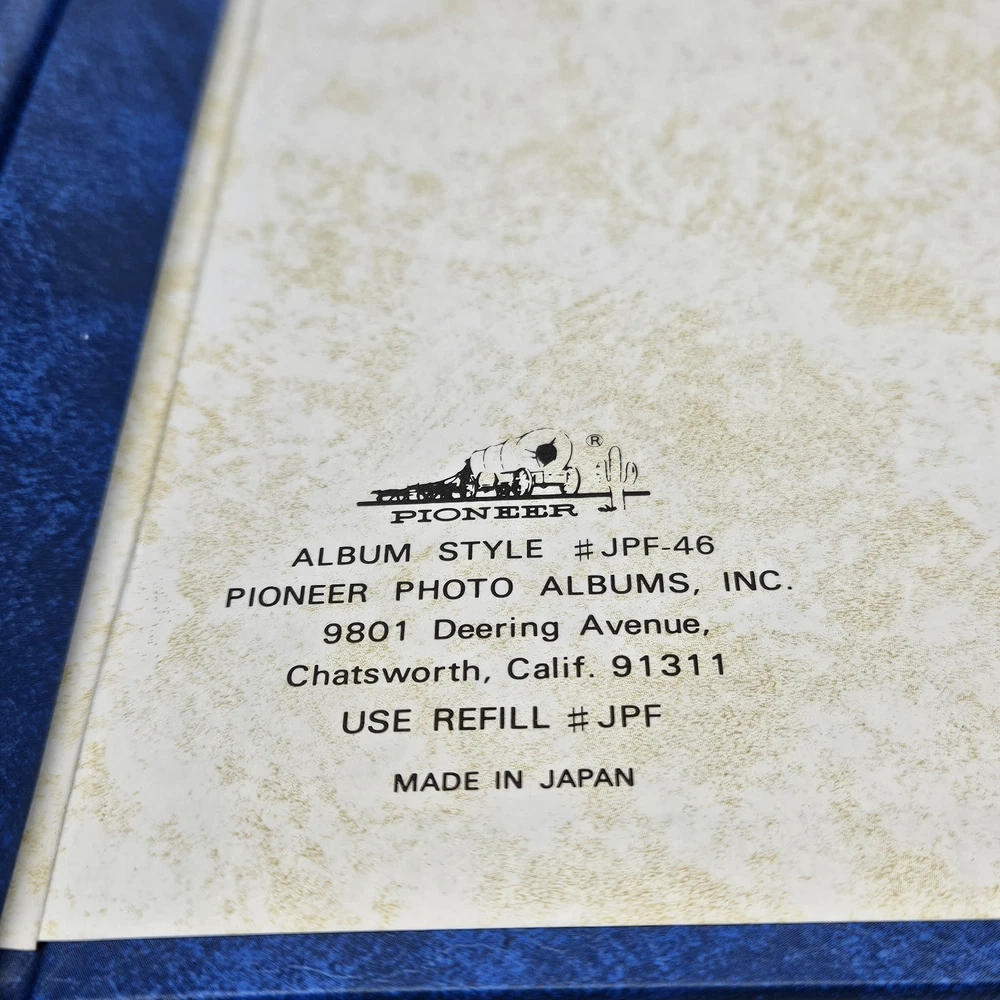 ®
PIONEER
ALBUM STYLE #JPF-46
PIONEER PHOTO ALBUMS, INC.
9801 Deering Avenue,
Chatsworth, Calif. 91311
USE REFILL #JPF
MADE IN JAPAN